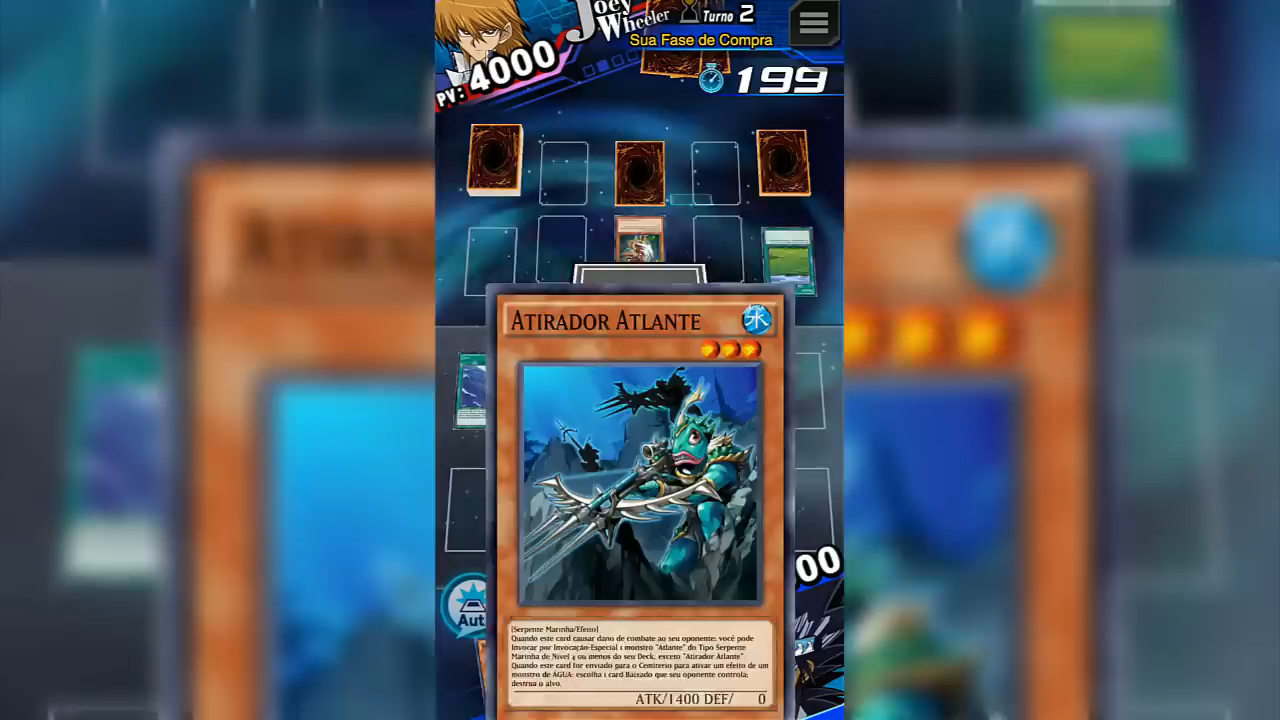 Joey
Wheeler
Turno 2
Sua Fase de Compra
PV: 4000
199
ATIRADOR ATLANTE
00
Aut
[Serpente Marinha/Efeito]
Quando este card causar dano de combate ao seu oponente: você pode
Invocar por Invocação-Especial 1 monstro "Atlante" do Tipo Serpente
Marinha de Nível 4 ou menos do seu Deck, exceto "Atirador Atlante".
Quando este card for enviado para o Cemitério para ativar um efeito de um
monstro de ÁGUA: escolha 1 card Baixado que seu oponente controla;
destrua o alvo.
ATK/1400 DEF/ 0